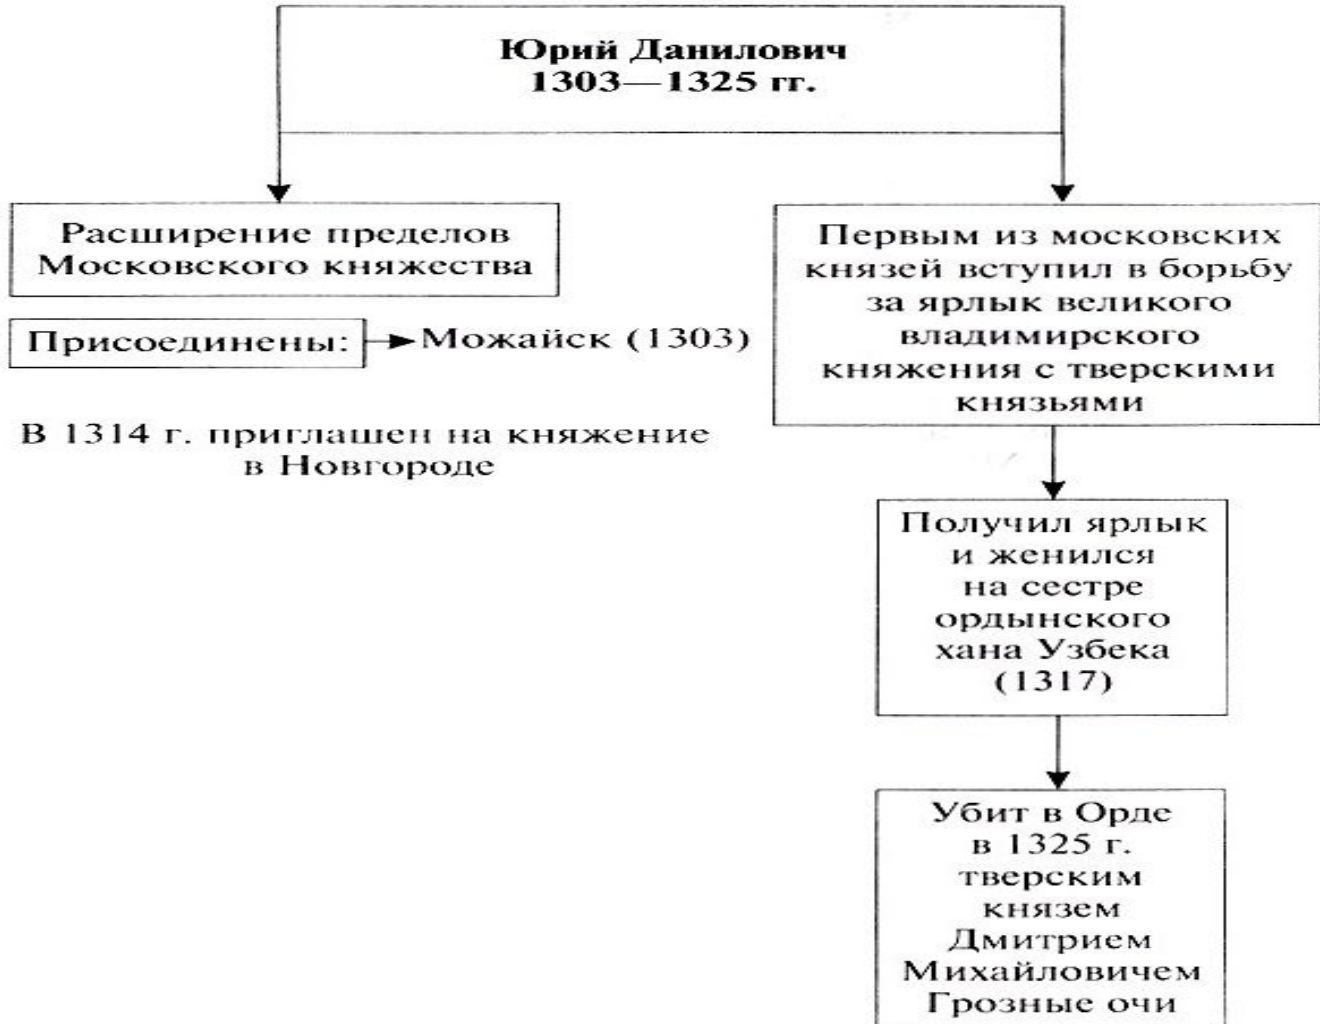 Юрий Данилович
1303—1325 гг.
Расширение пределов
Московского княжества
Присоединены:
Можайск (1303)
В 1314 г. приглашен на княжение
в Новгороде
Первым из московских
князей вступил в борьбу
за ярлык великого
владимирского
княжения с тверскими
князьями
Получил ярлык
и женился
на сестре
ордынского
хана Узбека
(1317)
Убит в Орде
в 1325 г.
тверским
князем
Дмитрием
Михайловичем
Грозные очи